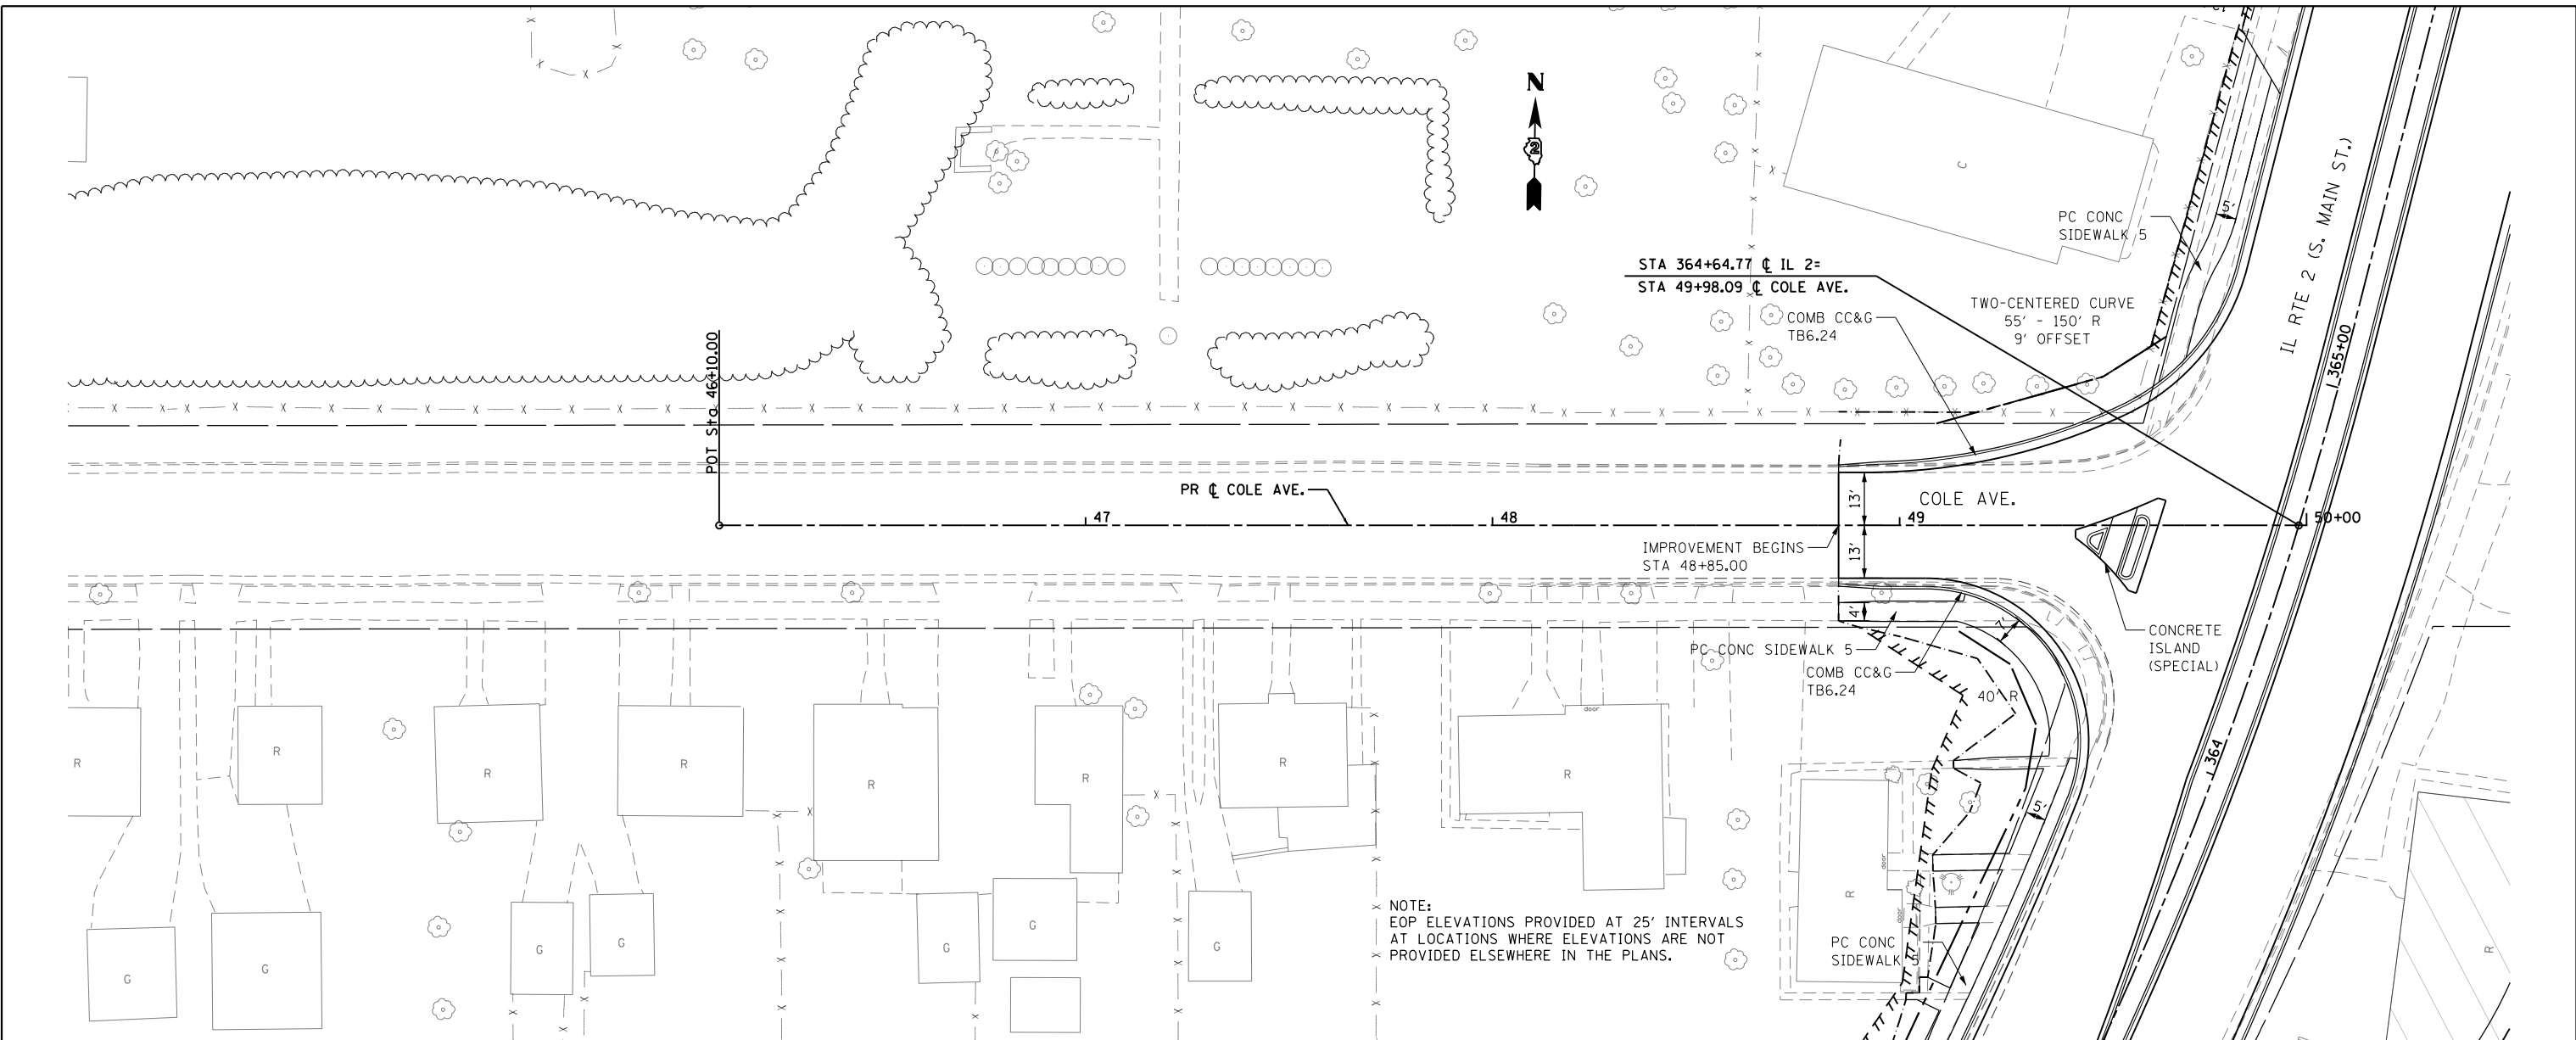 N
2
C
PC CONC
SIDEWALK 5
5'
IL RTE 2 (S. MAIN ST.)
STA 364+64.77 ℄ IL 2=
STA 49+98.09 ℄ COLE AVE.
TWO-CENTERED CURVE
55' - 150' R
9' OFFSET
COMB CC&G
TB6.24
365+00
POT Sta 46+10.00
PR ℄ COLE AVE.
13'
COLE AVE.
47
48
49
50+00
IMPROVEMENT BEGINS
STA 48+85.00
13'
4'
7'
PC CONC SIDEWALK 5
COMB CC&G
TB6.24
CONCRETE
ISLAND
(SPECIAL)
40' R
364
door
R
R
R
R
R
R
R
R
5'
door
R
door
NOTE:
EOP ELEVATIONS PROVIDED AT 25' INTERVALS
AT LOCATIONS WHERE ELEVATIONS ARE NOT
PROVIDED ELSEWHERE IN THE PLANS.
PC CONC
SIDEWALK 5
G
G
G
G
G
G
G
R